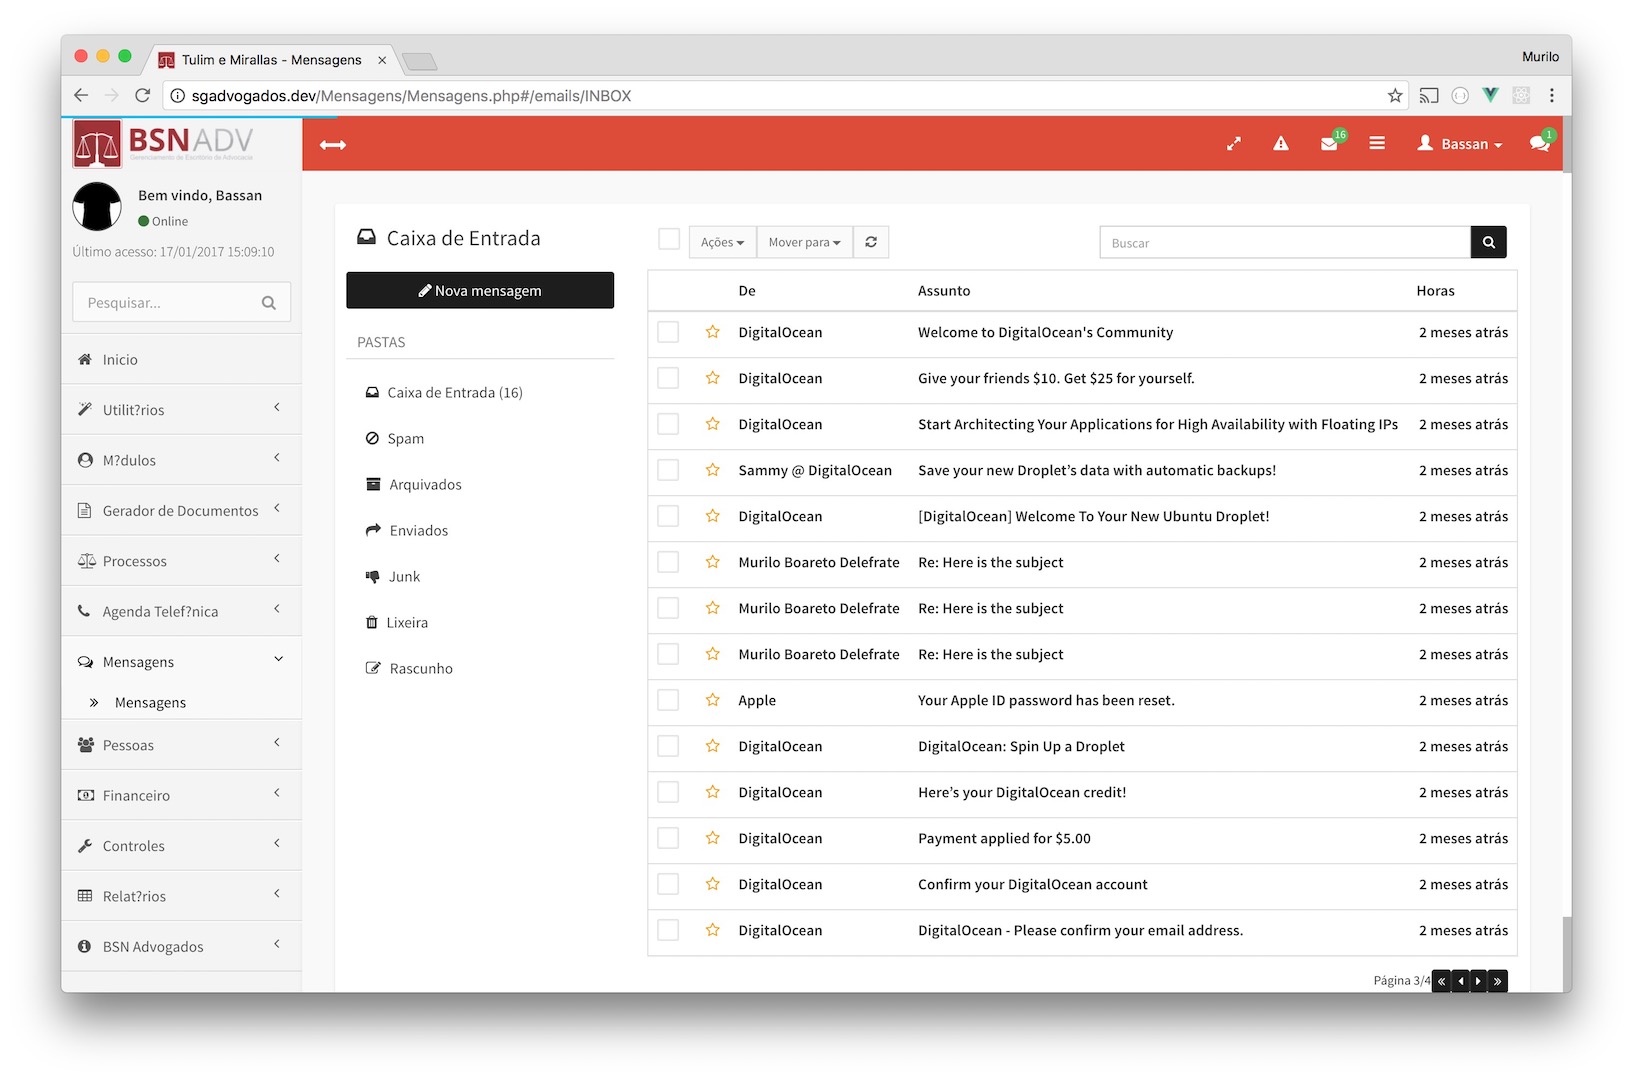 Tulim e Mirallas - Mensagens
Murilo
sgadvogados.dev/Mensagens/Mensagens.php#/emails/INBOX
BSNADV
Gerenciamento de Escritório de Advocacia
16
Bassan
1
Bem vindo, Bassan
Online
Último acesso: 17/01/2017 15:09:10
Pesquisar...
Inicio
Utilit?rios
M?dulos
Gerador de Documentos
Processos
Agenda Telef?nica
Mensagens
Mensagens
Pessoas
Financeiro
Controles
Relat?rios
BSN Advogados
Caixa de Entrada
Nova mensagem
PASTAS
Caixa de Entrada (16)
Spam
Arquivados
Enviados
Junk
Lixeira
Rascunho
Ações
Mover para
Buscar
De Assunto Horas
DigitalOcean Welcome to DigitalOcean's Community 2 meses atrás
DigitalOcean Give your friends $10. Get $25 for yourself. 2 meses atrás
DigitalOcean Start Architecting Your Applications for High Availability with Floating IPs 2 meses atrás
Sammy @ DigitalOcean Save your new Droplet’s data with automatic backups! 2 meses atrás
DigitalOcean [DigitalOcean] Welcome To Your New Ubuntu Droplet! 2 meses atrás
Murilo Boareto Delefrate Re: Here is the subject 2 meses atrás
Murilo Boareto Delefrate Re: Here is the subject 2 meses atrás
Murilo Boareto Delefrate Re: Here is the subject 2 meses atrás
Apple Your Apple ID password has been reset. 2 meses atrás
DigitalOcean DigitalOcean: Spin Up a Droplet 2 meses atrás
DigitalOcean Here’s your DigitalOcean credit! 2 meses atrás
DigitalOcean Payment applied for $5.00 2 meses atrás
DigitalOcean Confirm your DigitalOcean account 2 meses atrás
DigitalOcean DigitalOcean - Please confirm your email address. 2 meses atrás
Página 3/4